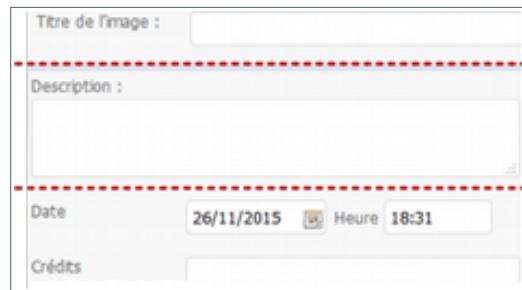 Titre de l'image :
Description :
Date 26/11/2015 Heure 18:31
Crédits